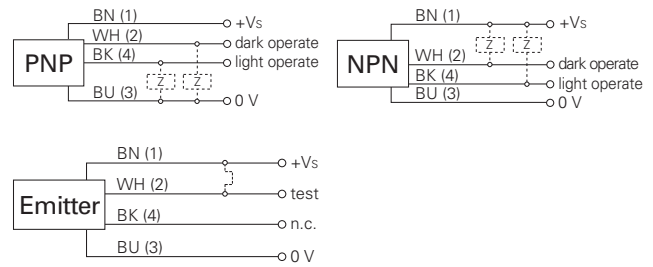 BN (1) +Vs
WH (2) dark operate
PNP BK (4) light operate
Z Z
BU (3) 0 V
BN (1) +Vs
Z Z
NPN WH (2) dark operate
BK (4) light operate
BU (3) 0 V
BN (1) +Vs
WH (2) test
Emitter
BK (4) n.c.
BU (3) 0 V